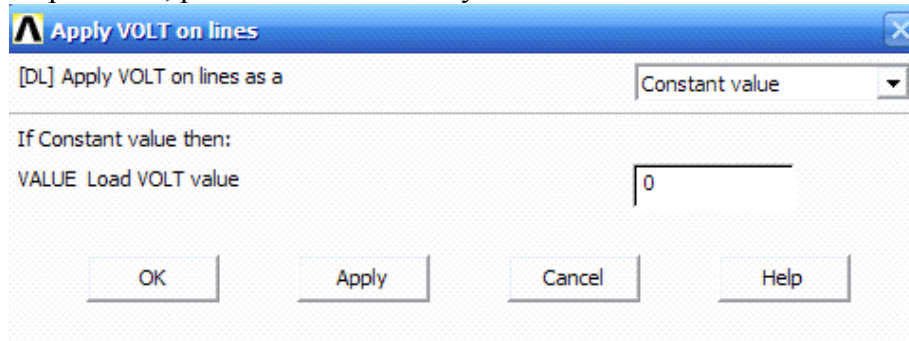 Apply VOLT on lines
[DL] Apply VOLT on lines as a Constant value
If Constant value then:
VALUE Load VOLT value 0
OK Apply Cancel Help